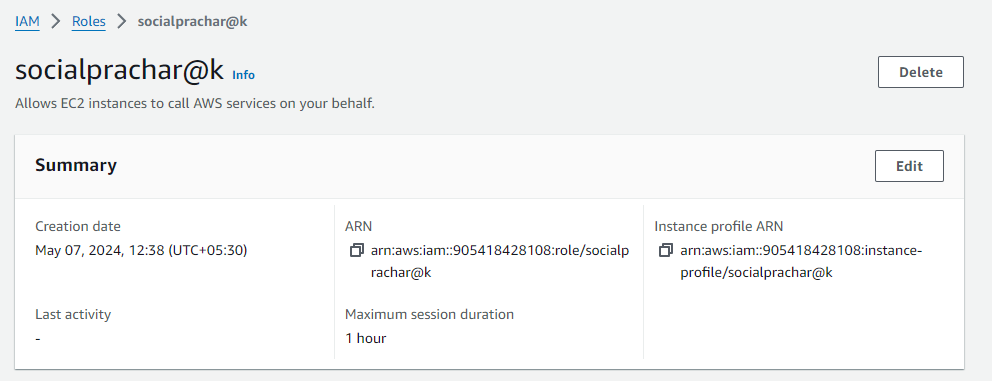 IAM > Roles > socialprachar@k
socialprachar@k Info
Delete
Allows EC2 instances to call AWS services on your behalf.
Summary
Edit
Creation date
May 07, 2024, 12:38 (UTC+05:30)
ARN
arn:aws:iam::905418428108:role/socialp
rachar@k
Instance profile ARN
arn:aws:iam::905418428108:instance-
profile/socialprachar@k
Last activity
-
Maximum session duration
1 hour